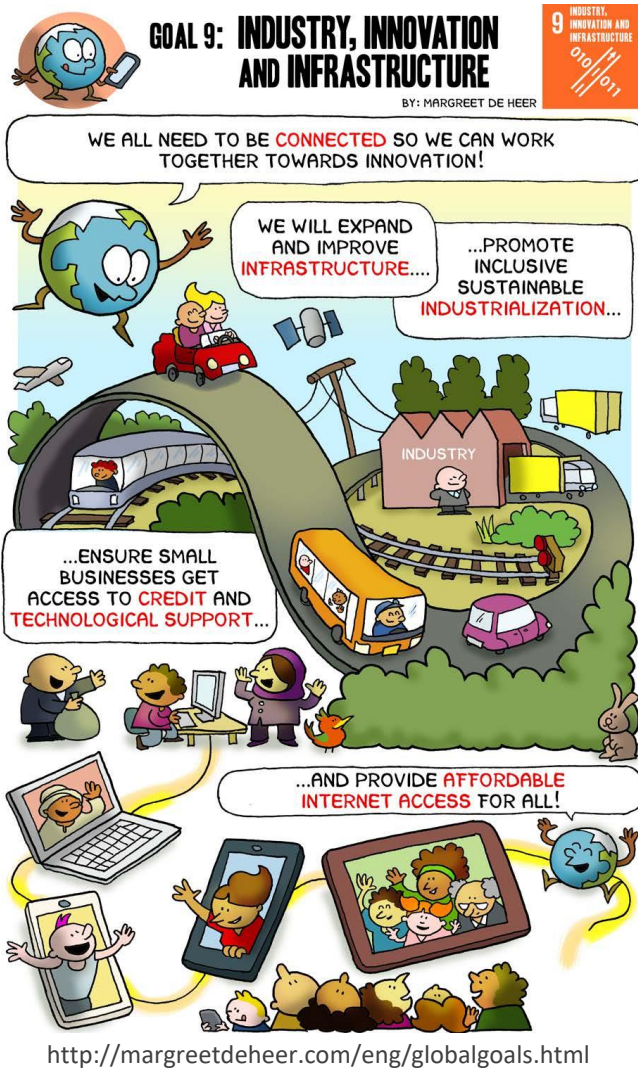 GOAL 9: INDUSTRY, INNOVATION
AND INFRASTRUCTURE
BY: MARGREET DE HEER
9 INDUSTRY,
INNOVATION AND
INFRASTRUCTURE
010
011
WE ALL NEED TO BE CONNECTED SO WE CAN WORK
TOGETHER TOWARDS INNOVATION!
WE WILL EXPAND
AND IMPROVE
INFRASTRUCTURE....
...PROMOTE
INCLUSIVE
SUSTAINABLE
INDUSTRIALIZATION...
INDUSTRY
...ENSURE SMALL
BUSINESSES GET
ACCESS TO CREDIT AND
TECHNOLOGICAL SUPPORT...
...AND PROVIDE AFFORDABLE
INTERNET ACCESS FOR ALL!
http://margreetdeheer.com/eng/globalgoals.html